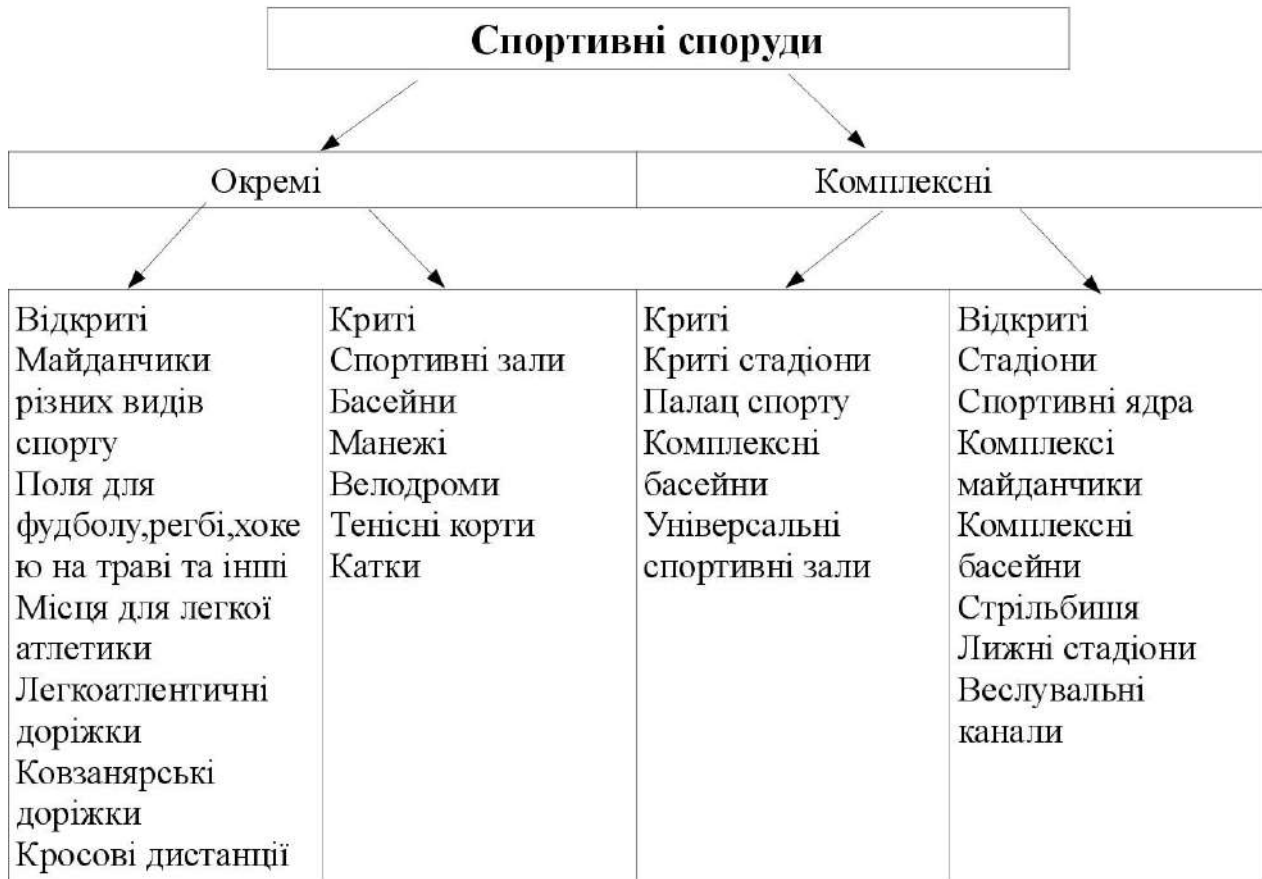 Спортивні споруди
Окремі
Комплексні
Відкриті
Майданчики
різних видів
спорту
Поля для
фудболу,регбі,хоке
ю на траві та інші
Місця для легкої
атлетики
Легкоатлентичні
доріжки
Ковзанярські
доріжки
Кросові дистанції
Криті
Спортивні зали
Басейни
Манежі
Велодроми
Тенісні корти
Катки
Криті
Криті стадіони
Палац спорту
Комплексні
басейни
Універсальні
спортивні зали
Відкриті
Стадіони
Спортивні ядра
Комплексі
майданчики
Комплексні
басейни
Стрільбишя
Лижні стадіони
Веслувальні
канали